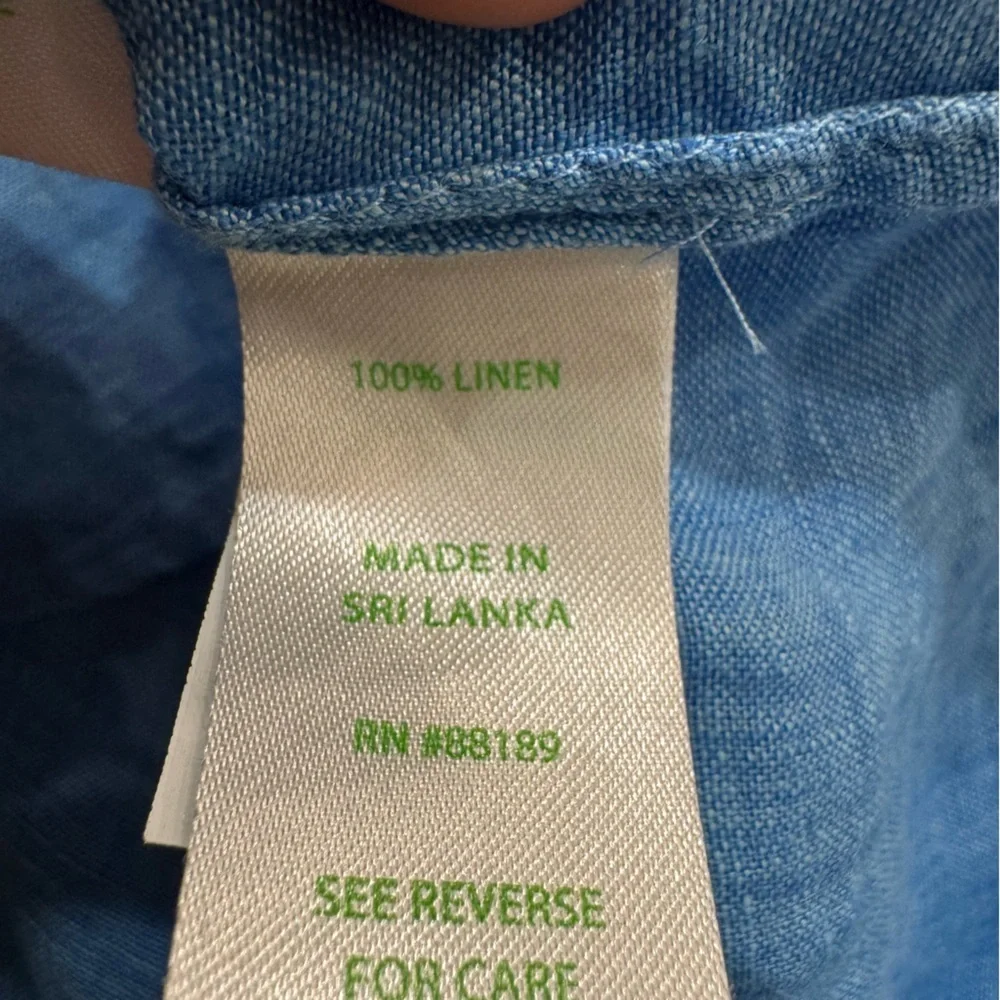 100% LINEN
MADE IN
SRI LANKA
RN #88189
SEE REVERSE
FOR CARE